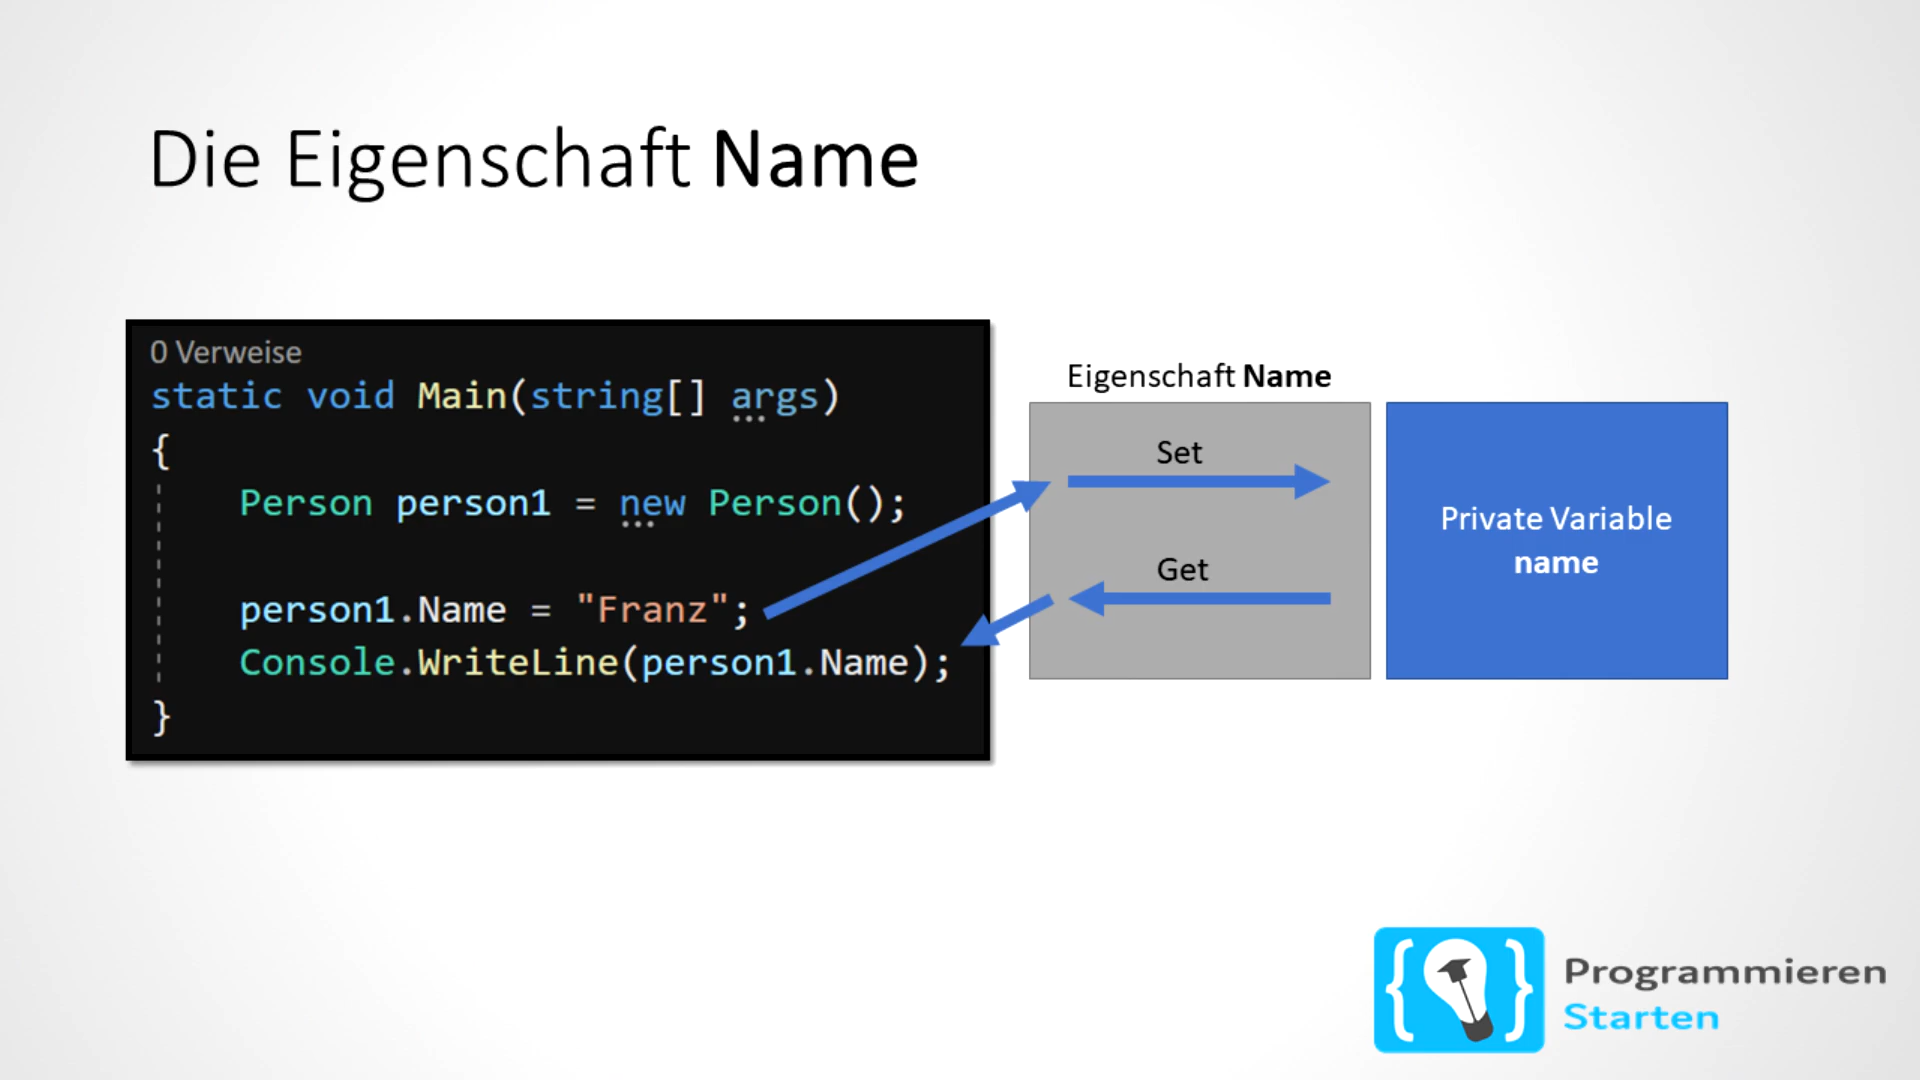 Die Eigenschaft Name
0 Verweise
static void Main(string[] args)
{
Person person1 = new Person();
person1.Name = "Franz";
Console.WriteLine(person1.Name);
}
Eigenschaft Name
Set
Get
Private Variable
name
Programmieren
Starten